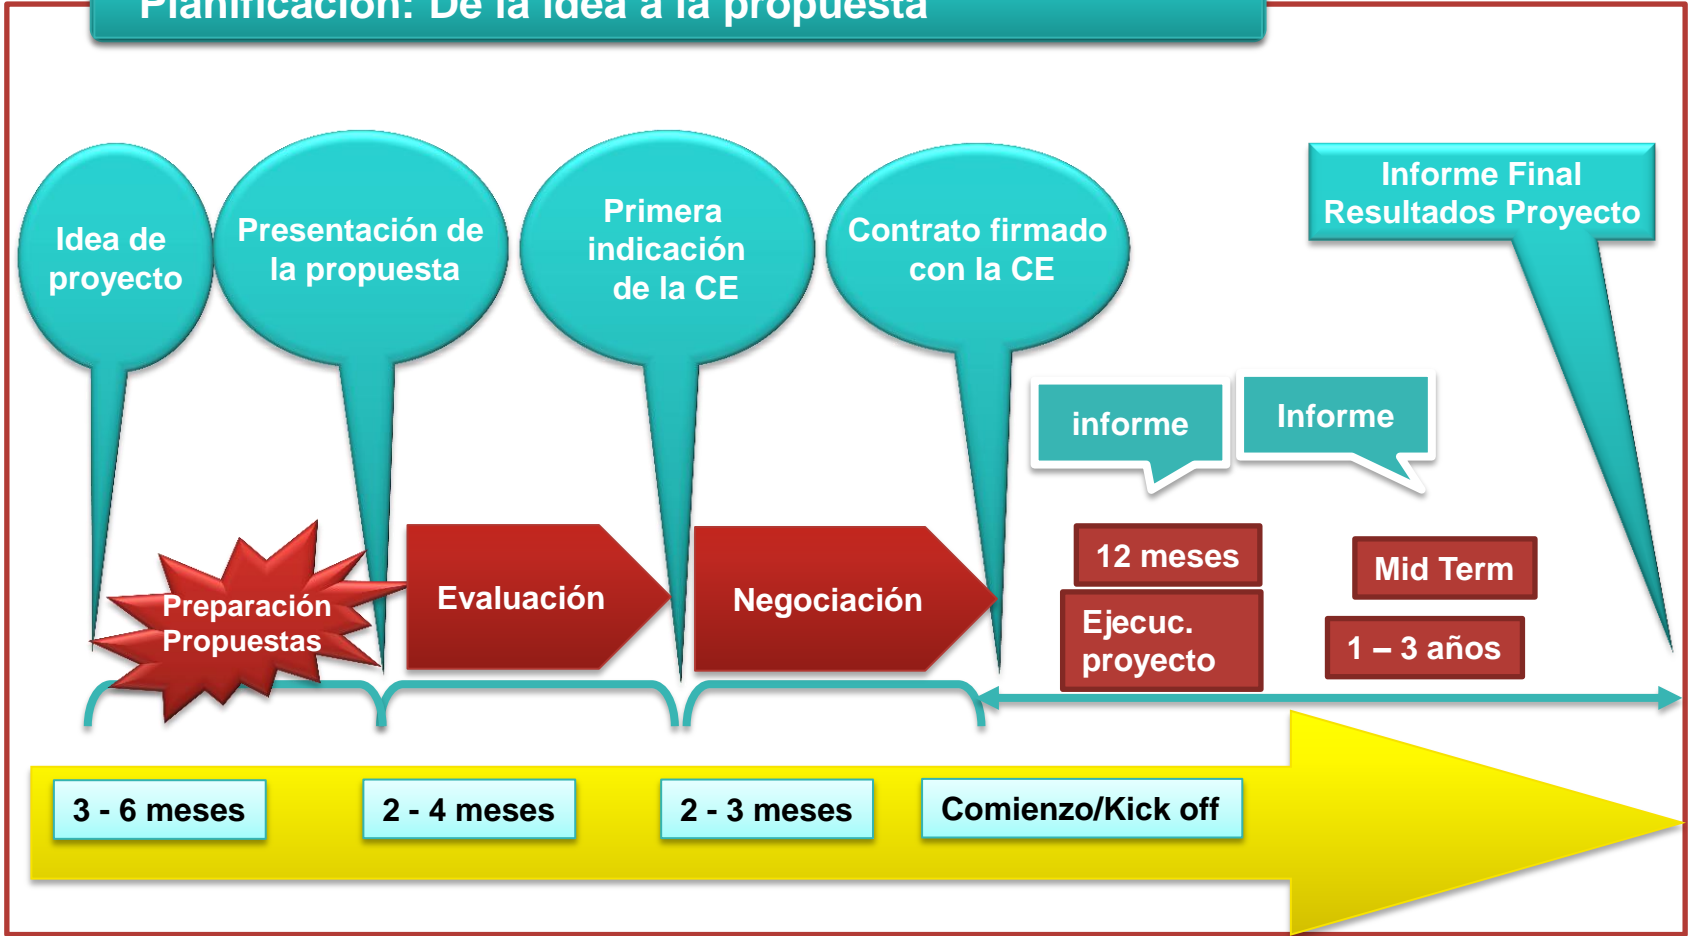 Planificación: De la idea a la propuesta
Idea de
proyecto
Presentación de
la propuesta
Primera
indicación
de la CE
Contrato firmado
con la CE
Informe Final
Resultados Proyecto
informe
Informe
Preparación
Propuestas
Evaluación
Negociación
12 meses
Ejecuc.
proyecto
Mid Term
1 – 3 años
3 - 6 meses
2 - 4 meses
2 - 3 meses
Comienzo/Kick off